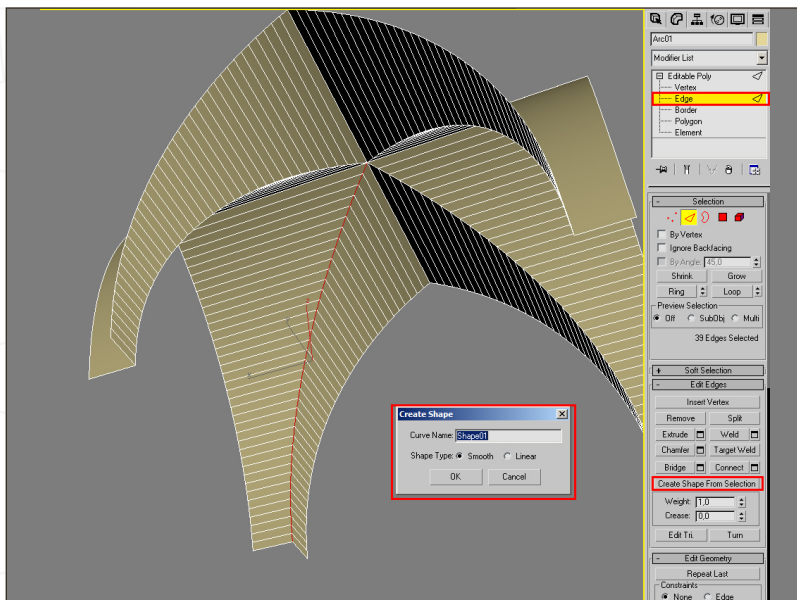 Arc01
Modifier List
Editable Poly
Vertex
Edge
Border
Polygon
Element
- Selection
By Vertex
Ignore Backfacing
By Angle: 45,0
Shrink Grow
Ring Loop
Preview Selection
Off SubObj Multi
39 Edges Selected
+ Soft Selection
- Edit Edges
Insert Vertex
Remove Split
Extrude Weld
Chamfer Target Weld
Bridge Connect
Create Shape From Selection
Weight: 1,0
Crease: 0,0
Edit Tri. Turn
- Edit Geometry
Repeat Last
Constraints
None Edge
Create Shape
Curve Name: Shape01
Shape Type: Smooth Linear
OK Cancel